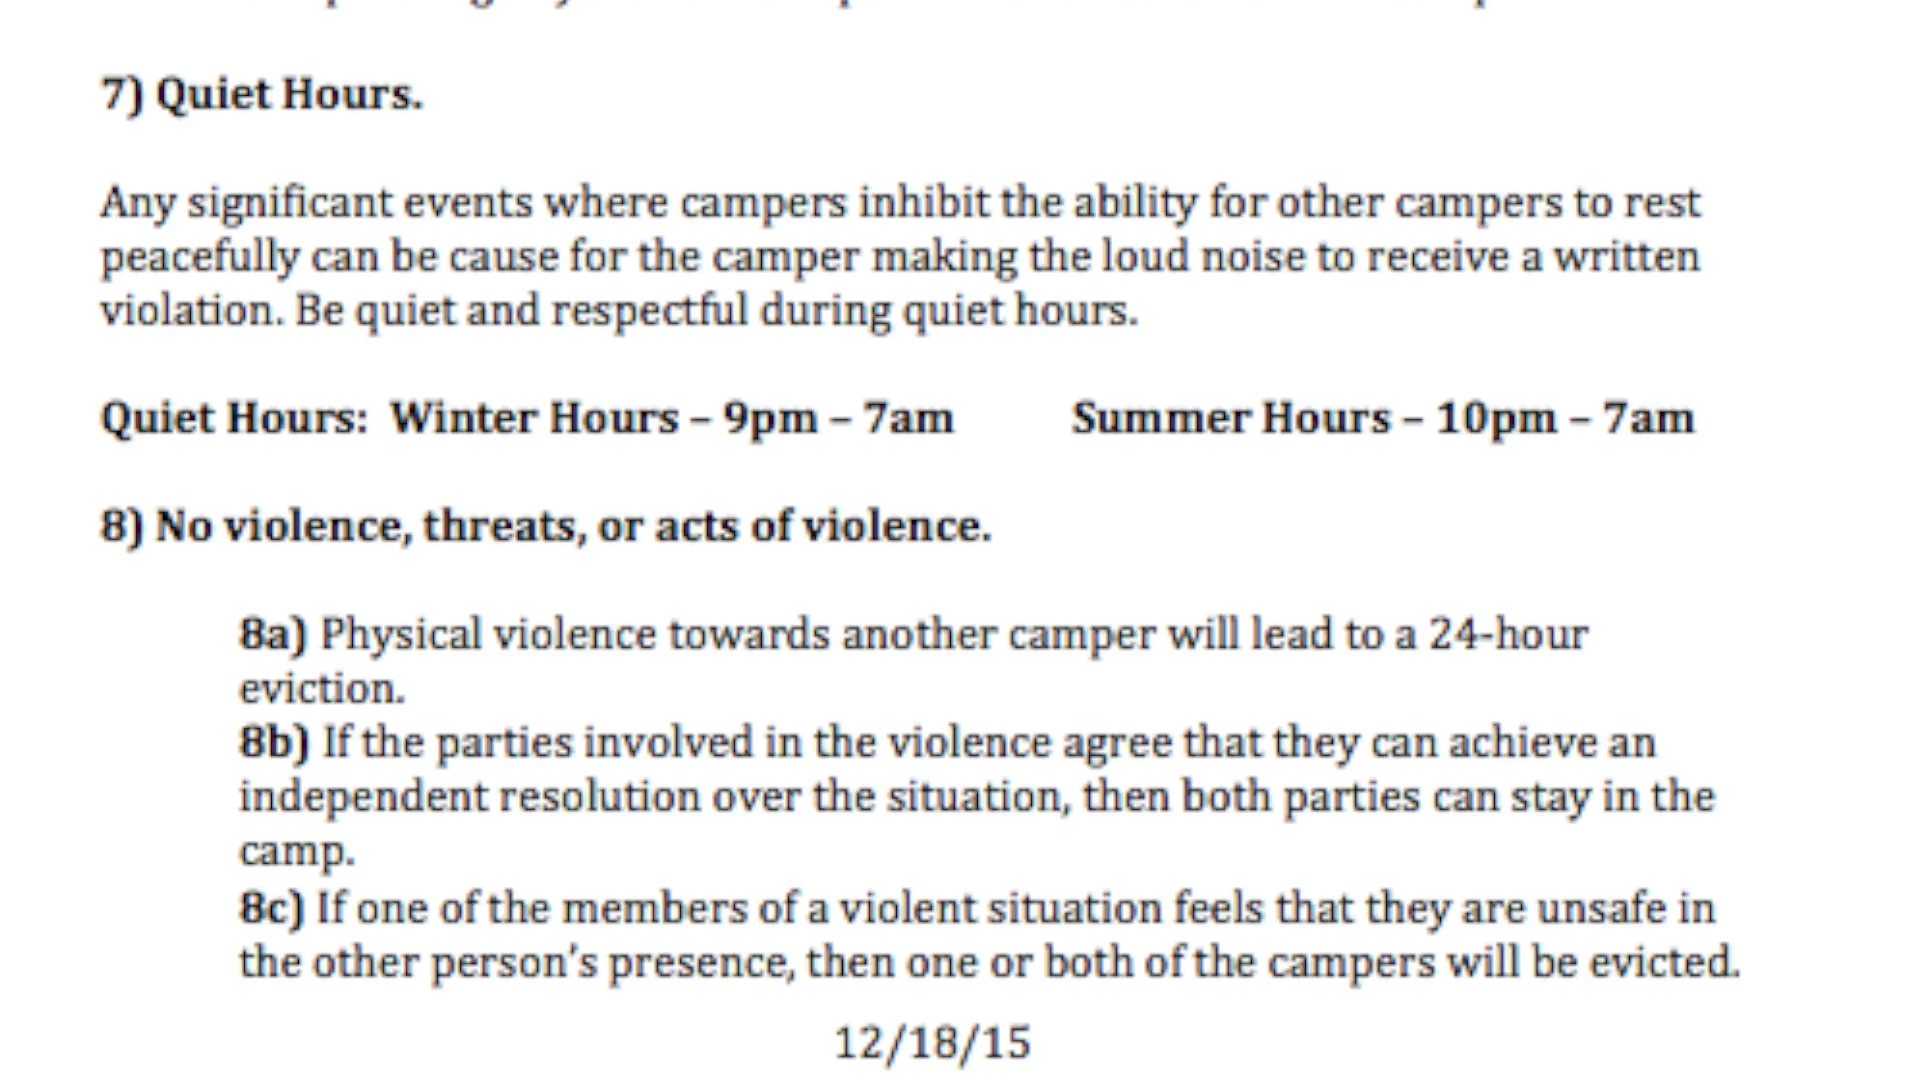 7) Quiet Hours.
Any significant events where campers inhibit the ability for other campers to rest
peacefully can be cause for the camper making the loud noise to receive a written
violation. Be quiet and respectful during quiet hours.
Quiet Hours: Winter Hours – 9pm – 7am Summer Hours – 10pm – 7am
8) No violence, threats, or acts of violence.
8a) Physical violence towards another camper will lead to a 24-hour
eviction.
8b) If the parties involved in the violence agree that they can achieve an
independent resolution over the situation, then both parties can stay in the
camp.
8c) If one of the members of a violent situation feels that they are unsafe in
the other person's presence, then one or both of the campers will be evicted.
12/18/15